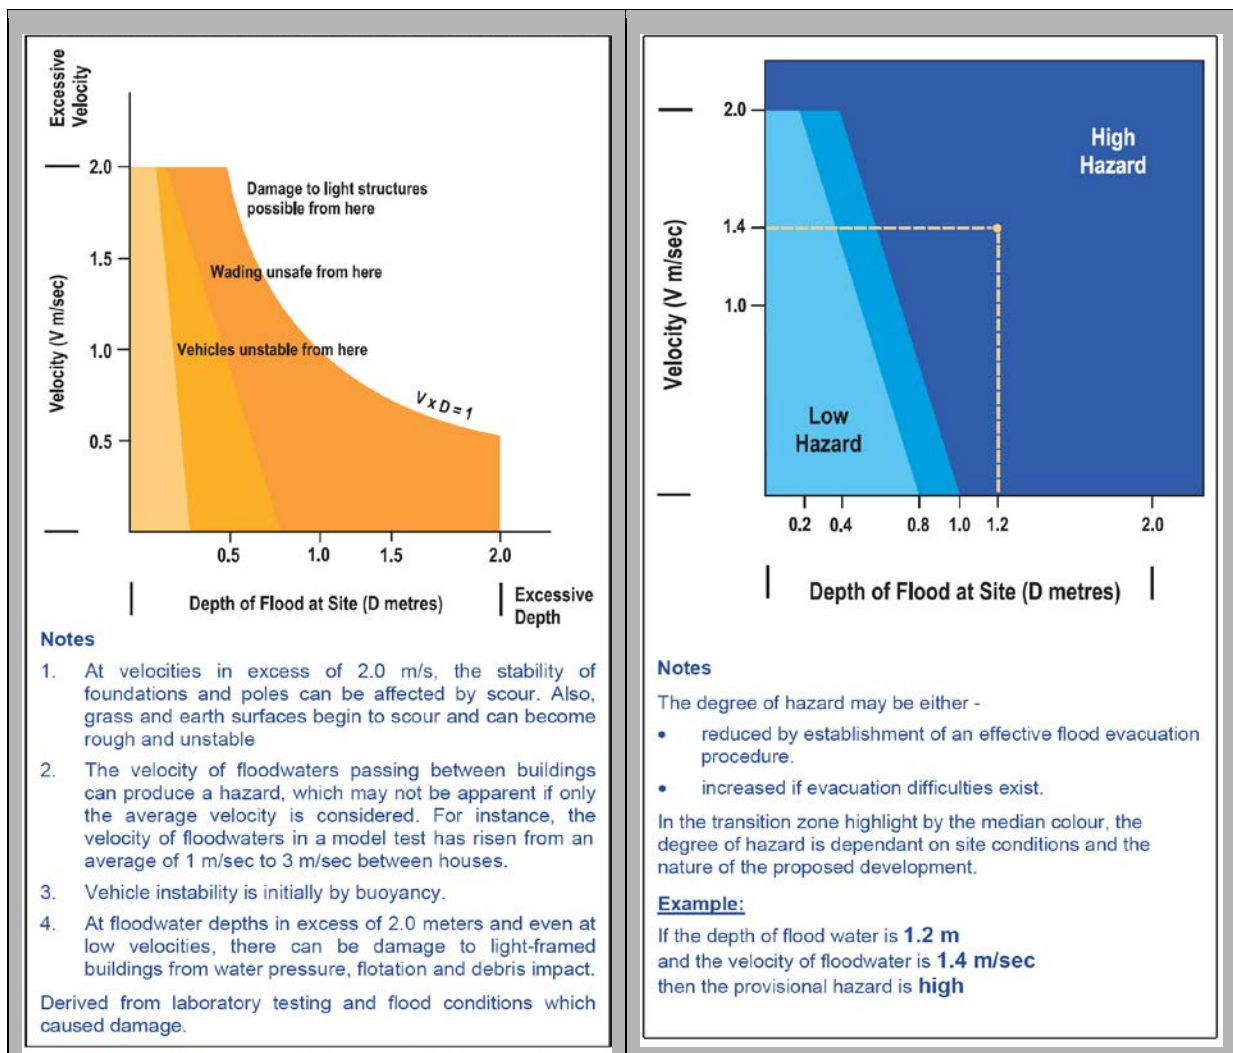 Excessive
Velocity
2.0
Damage to light structures
possible from here
1.5
Wading unsafe from here
Velocity (V m/sec)
1.0
Vehicles unstable from here
V x D = 1
0.5
0.5 1.0 1.5 2.0
Depth of Flood at Site (D metres)
Excessive
Depth
Notes
1. At velocities in excess of 2.0 m/s, the stability of
foundations and poles can be affected by scour. Also,
grass and earth surfaces begin to scour and can become
rough and unstable
2. The velocity of floodwaters passing between buildings
can produce a hazard, which may not be apparent if only
the average velocity is considered. For instance, the
velocity of floodwaters in a model test has risen from an
average of 1 m/sec to 3 m/sec between houses.
3. Vehicle instability is initially by buoyancy.
4. At floodwater depths in excess of 2.0 meters and even at
low velocities, there can be damage to light-framed
buildings from water pressure, flotation and debris impact.
Derived from laboratory testing and flood conditions which
caused damage.
2.0
High
Hazard
1.4
Velocity (V m/sec)
1.0
Low
Hazard
0.2 0.4 0.8 1.0 1.2 2.0
Depth of Flood at Site (D metres)
Notes
The degree of hazard may be either -
• reduced by establishment of an effective flood evacuation
procedure.
• increased if evacuation difficulties exist.
In the transition zone highlight by the median colour, the
degree of hazard is dependant on site conditions and the
nature of the proposed development.
Example:
If the depth of flood water is 1.2 m
and the velocity of floodwater is 1.4 m/sec
then the provisional hazard is high